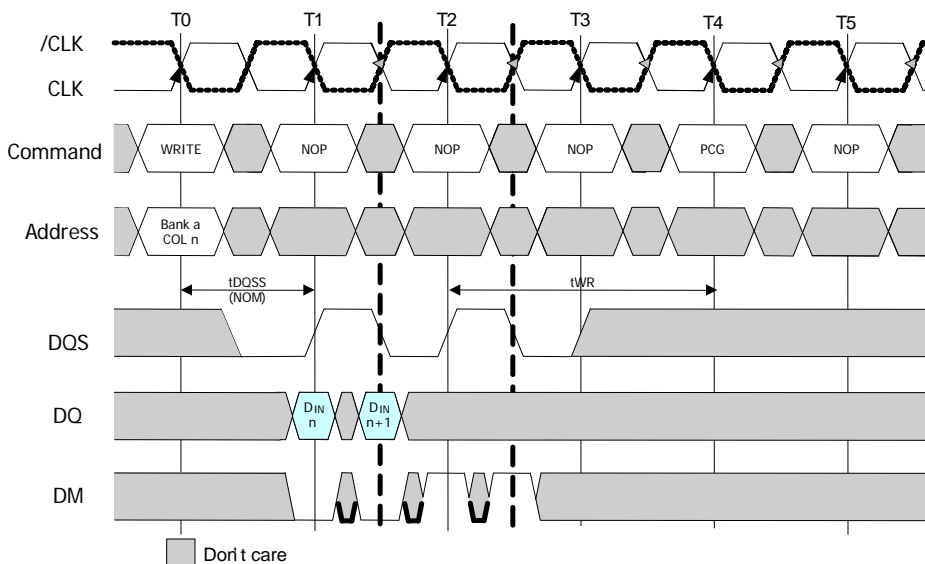 T0 T1 T2 T3 T4 T5
/CLK
CLK
Command WRITE NOP NOP NOP PCG NOP
Address Bank a
COL n
tDQSS
(NOM)
tWR
DQS
DQ DIN
n
DIN
n+1
DM
Don't care